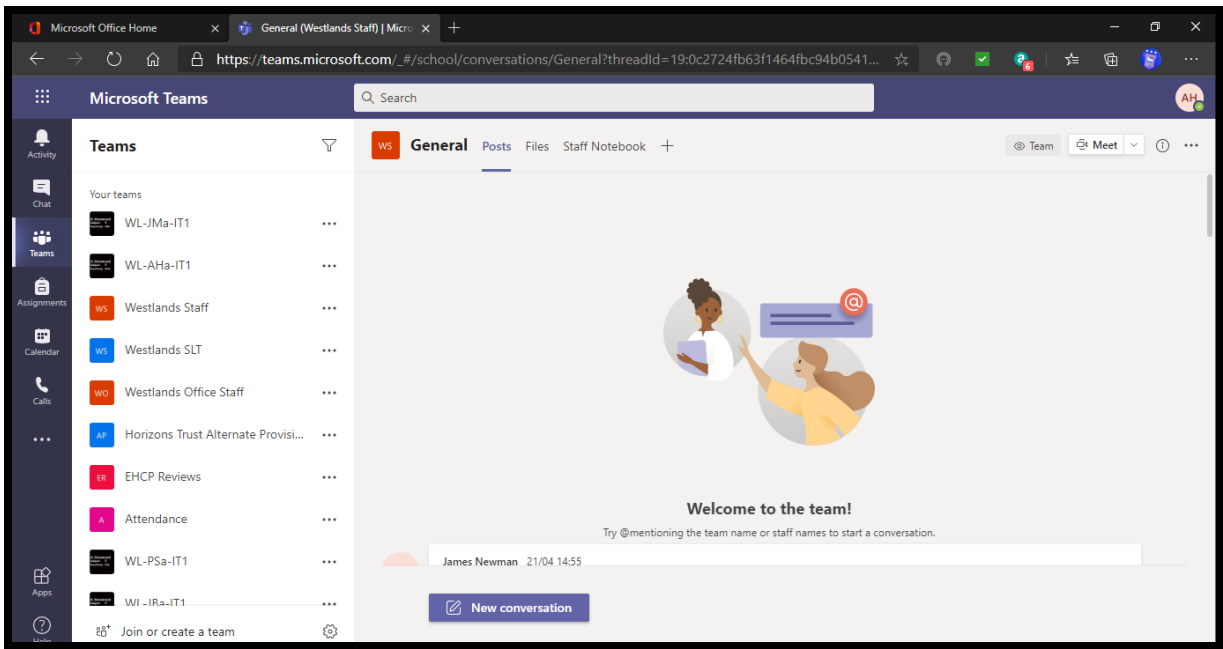 Microsoft Office Home
General (Westlands Staff) | Micro
https://teams.microsoft.com/_#/school/conversations/General?threadId=19:0c2724fb63f1464fbc94b0541...
Microsoft Teams
Search
AH
Activity
Chat
Teams
Assignments
Calendar
Calls
Apps
Help
Teams
Your teams
WL-JMa-IT1
WL-AHa-IT1
WS Westlands Staff
WS Westlands SLT
WO Westlands Office Staff
AP Horizons Trust Alternate Provisi...
ER EHCP Reviews
A Attendance
WL-PSa-IT1
WL-JBa-IT1
Join or create a team
WS General Posts Files Staff Notebook
Team Meet
@
Welcome to the team!
Try @mentioning the team name or staff names to start a conversation.
James Newman 21/04 14:55
New conversation